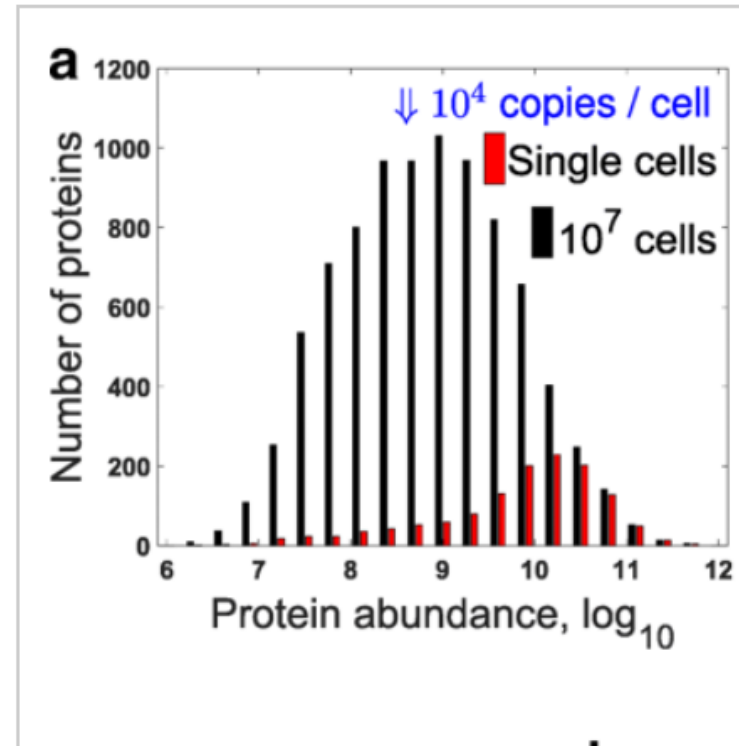 a
1200
⇓ 10⁴ copies / cell
1000
Single cells
800
10⁷ cells
600
400
200
0
Number of proteins
6 7 8 9 10 11 12
Protein abundance, log₁₀